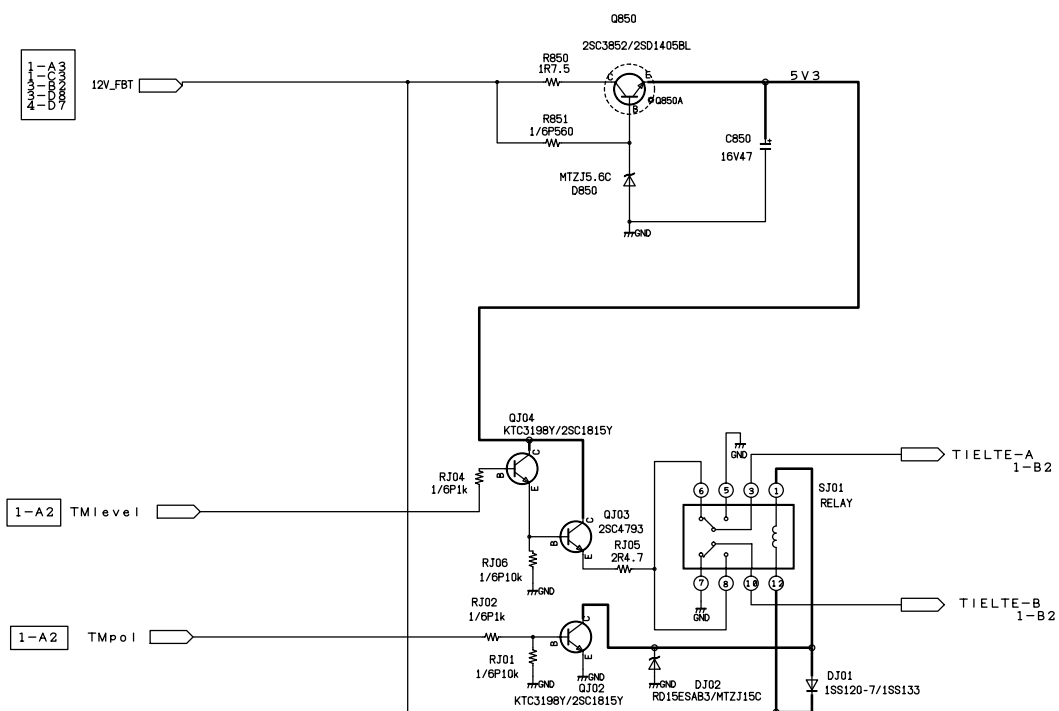 Q850
2SC3852/2SD1405BL
1-A3
1-C3
3-B2
3-D8
4-D7
12V_FBT
R850
1R7.5
C
E
B
Q850A
5V3
R851
1/6P560
C850
+
16V47
MTZJ5.6C
D850
GND
QJ04
KTC3198Y/2SC1815Y
C
B
E
RJ04
1/6P1k
1-A2
TMlevel
QJ03
2SC4793
C
B
E
RJ05
2R4.7
RJ06
1/6P10k
GND
GND
6
5
3
1
SJ01
RELAY
7
8
10
12
GND
TIELTE-A
1-B2
TIELTE-B
1-B2
RJ02
1/6P1k
1-A2
TMpol
C
B
E
RJ01
1/6P10k
GND
GND
QJ02
KTC3198Y/2SC1815Y
GND
DJ02
RD15ESAB3/MTZJ15C
DJ01
1SS120-7/1SS133